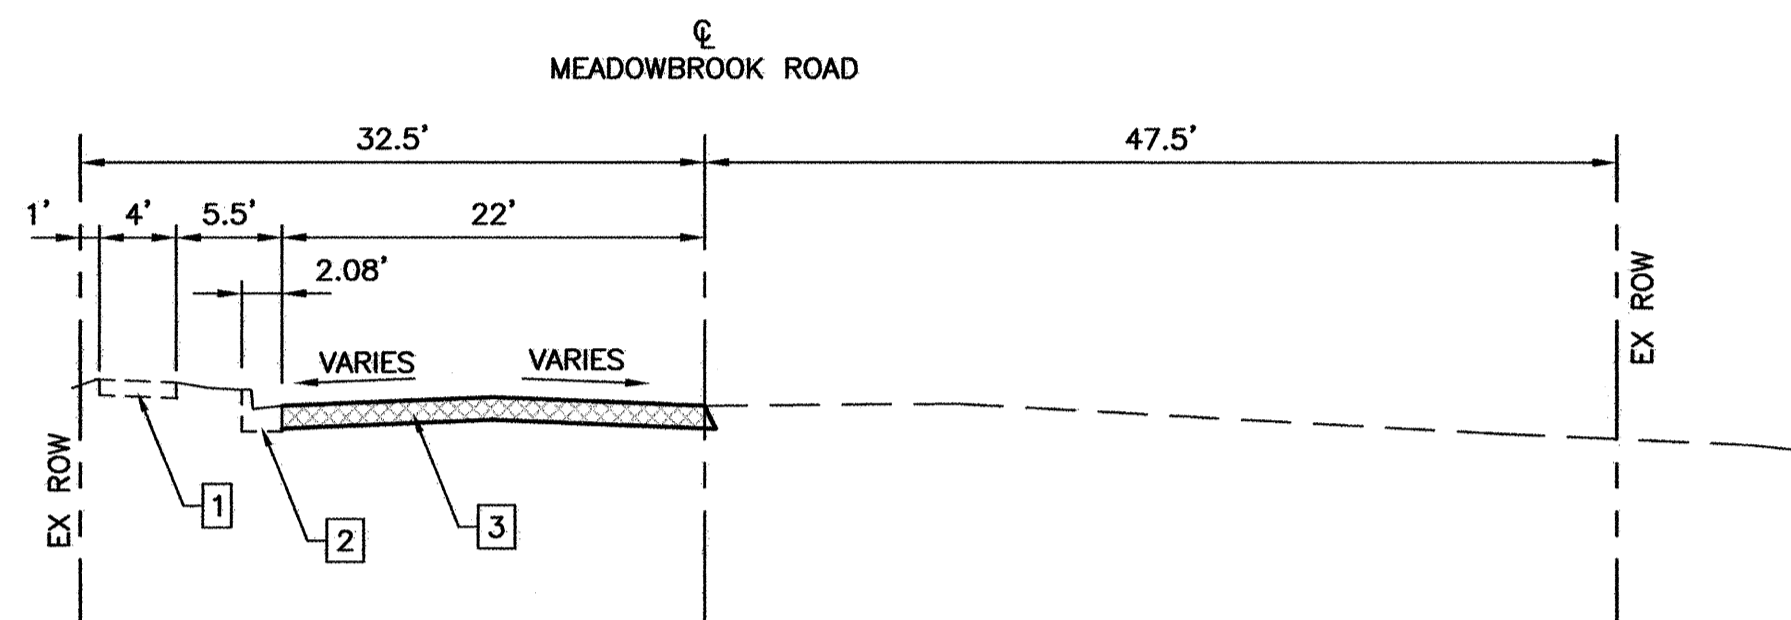 ℄
MEADOWBROOK ROAD
32.5' 47.5'
1' 4' 5.5' 22'
2.08'
VARIES VARIES
EX ROW
EX ROW
1
2
3